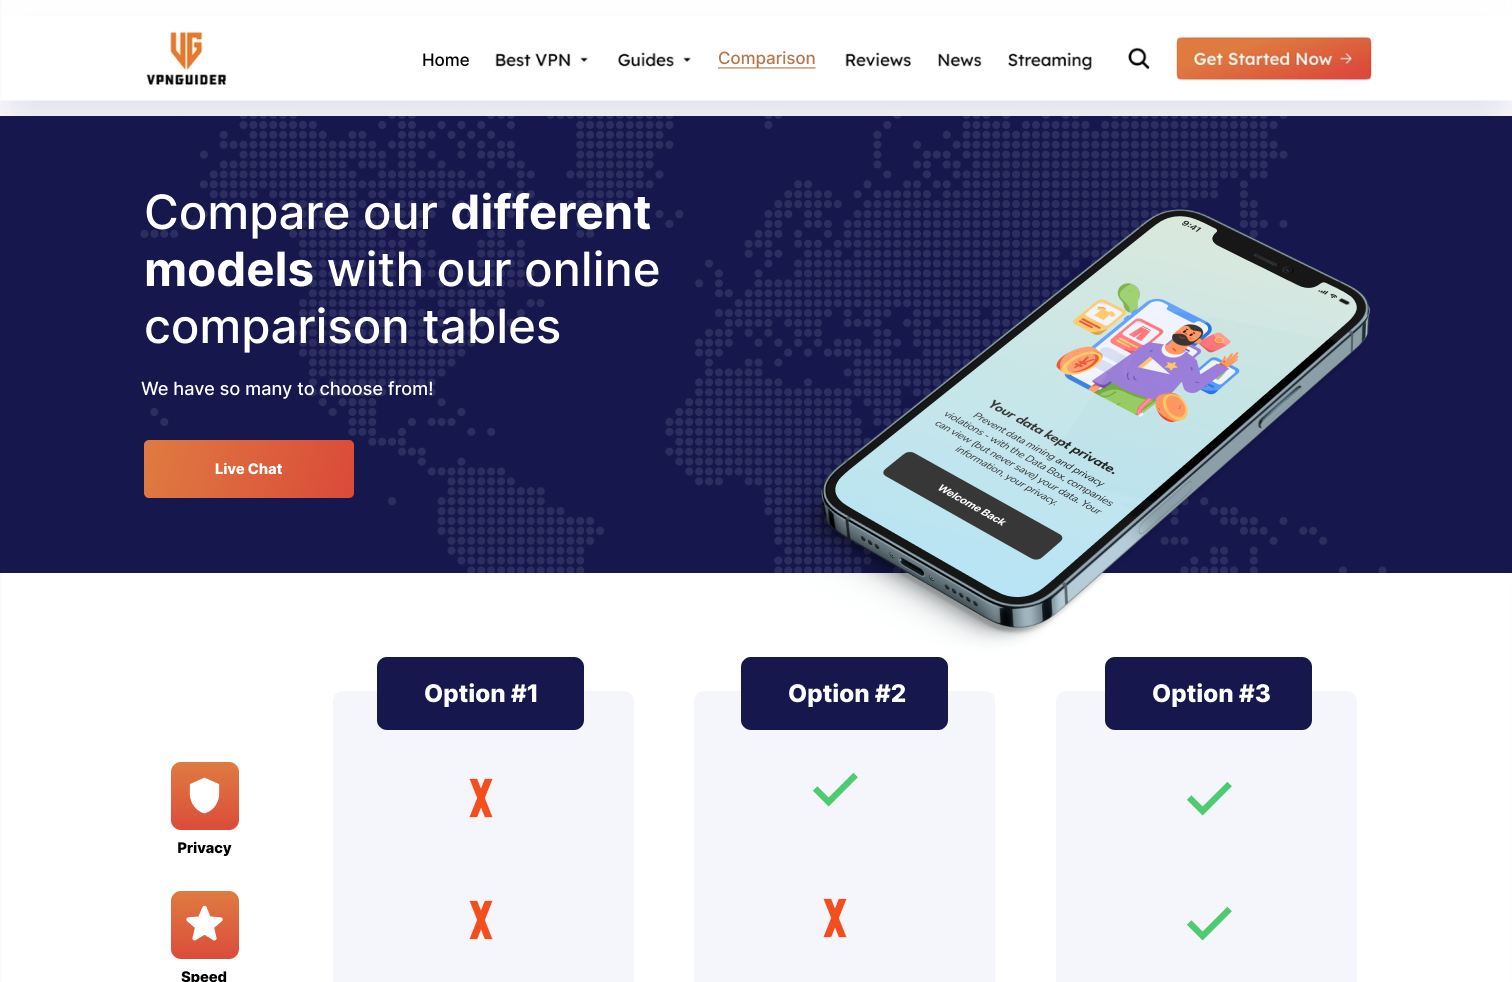 VPNGUIDER
Home
Best VPN
Guides
Comparison
Reviews
News
Streaming
Get Started Now →
Compare our different
models with our online
comparison tables
We have so many to choose from!
Live Chat
9:41
Your data kept private.
Prevent data mining and privacy
violations - with the Data Box, companies
can view (but never save) your data. Your
information, your privacy.
Welcome Back
Option #1
Option #2
Option #3
Privacy
X
Speed
X
X